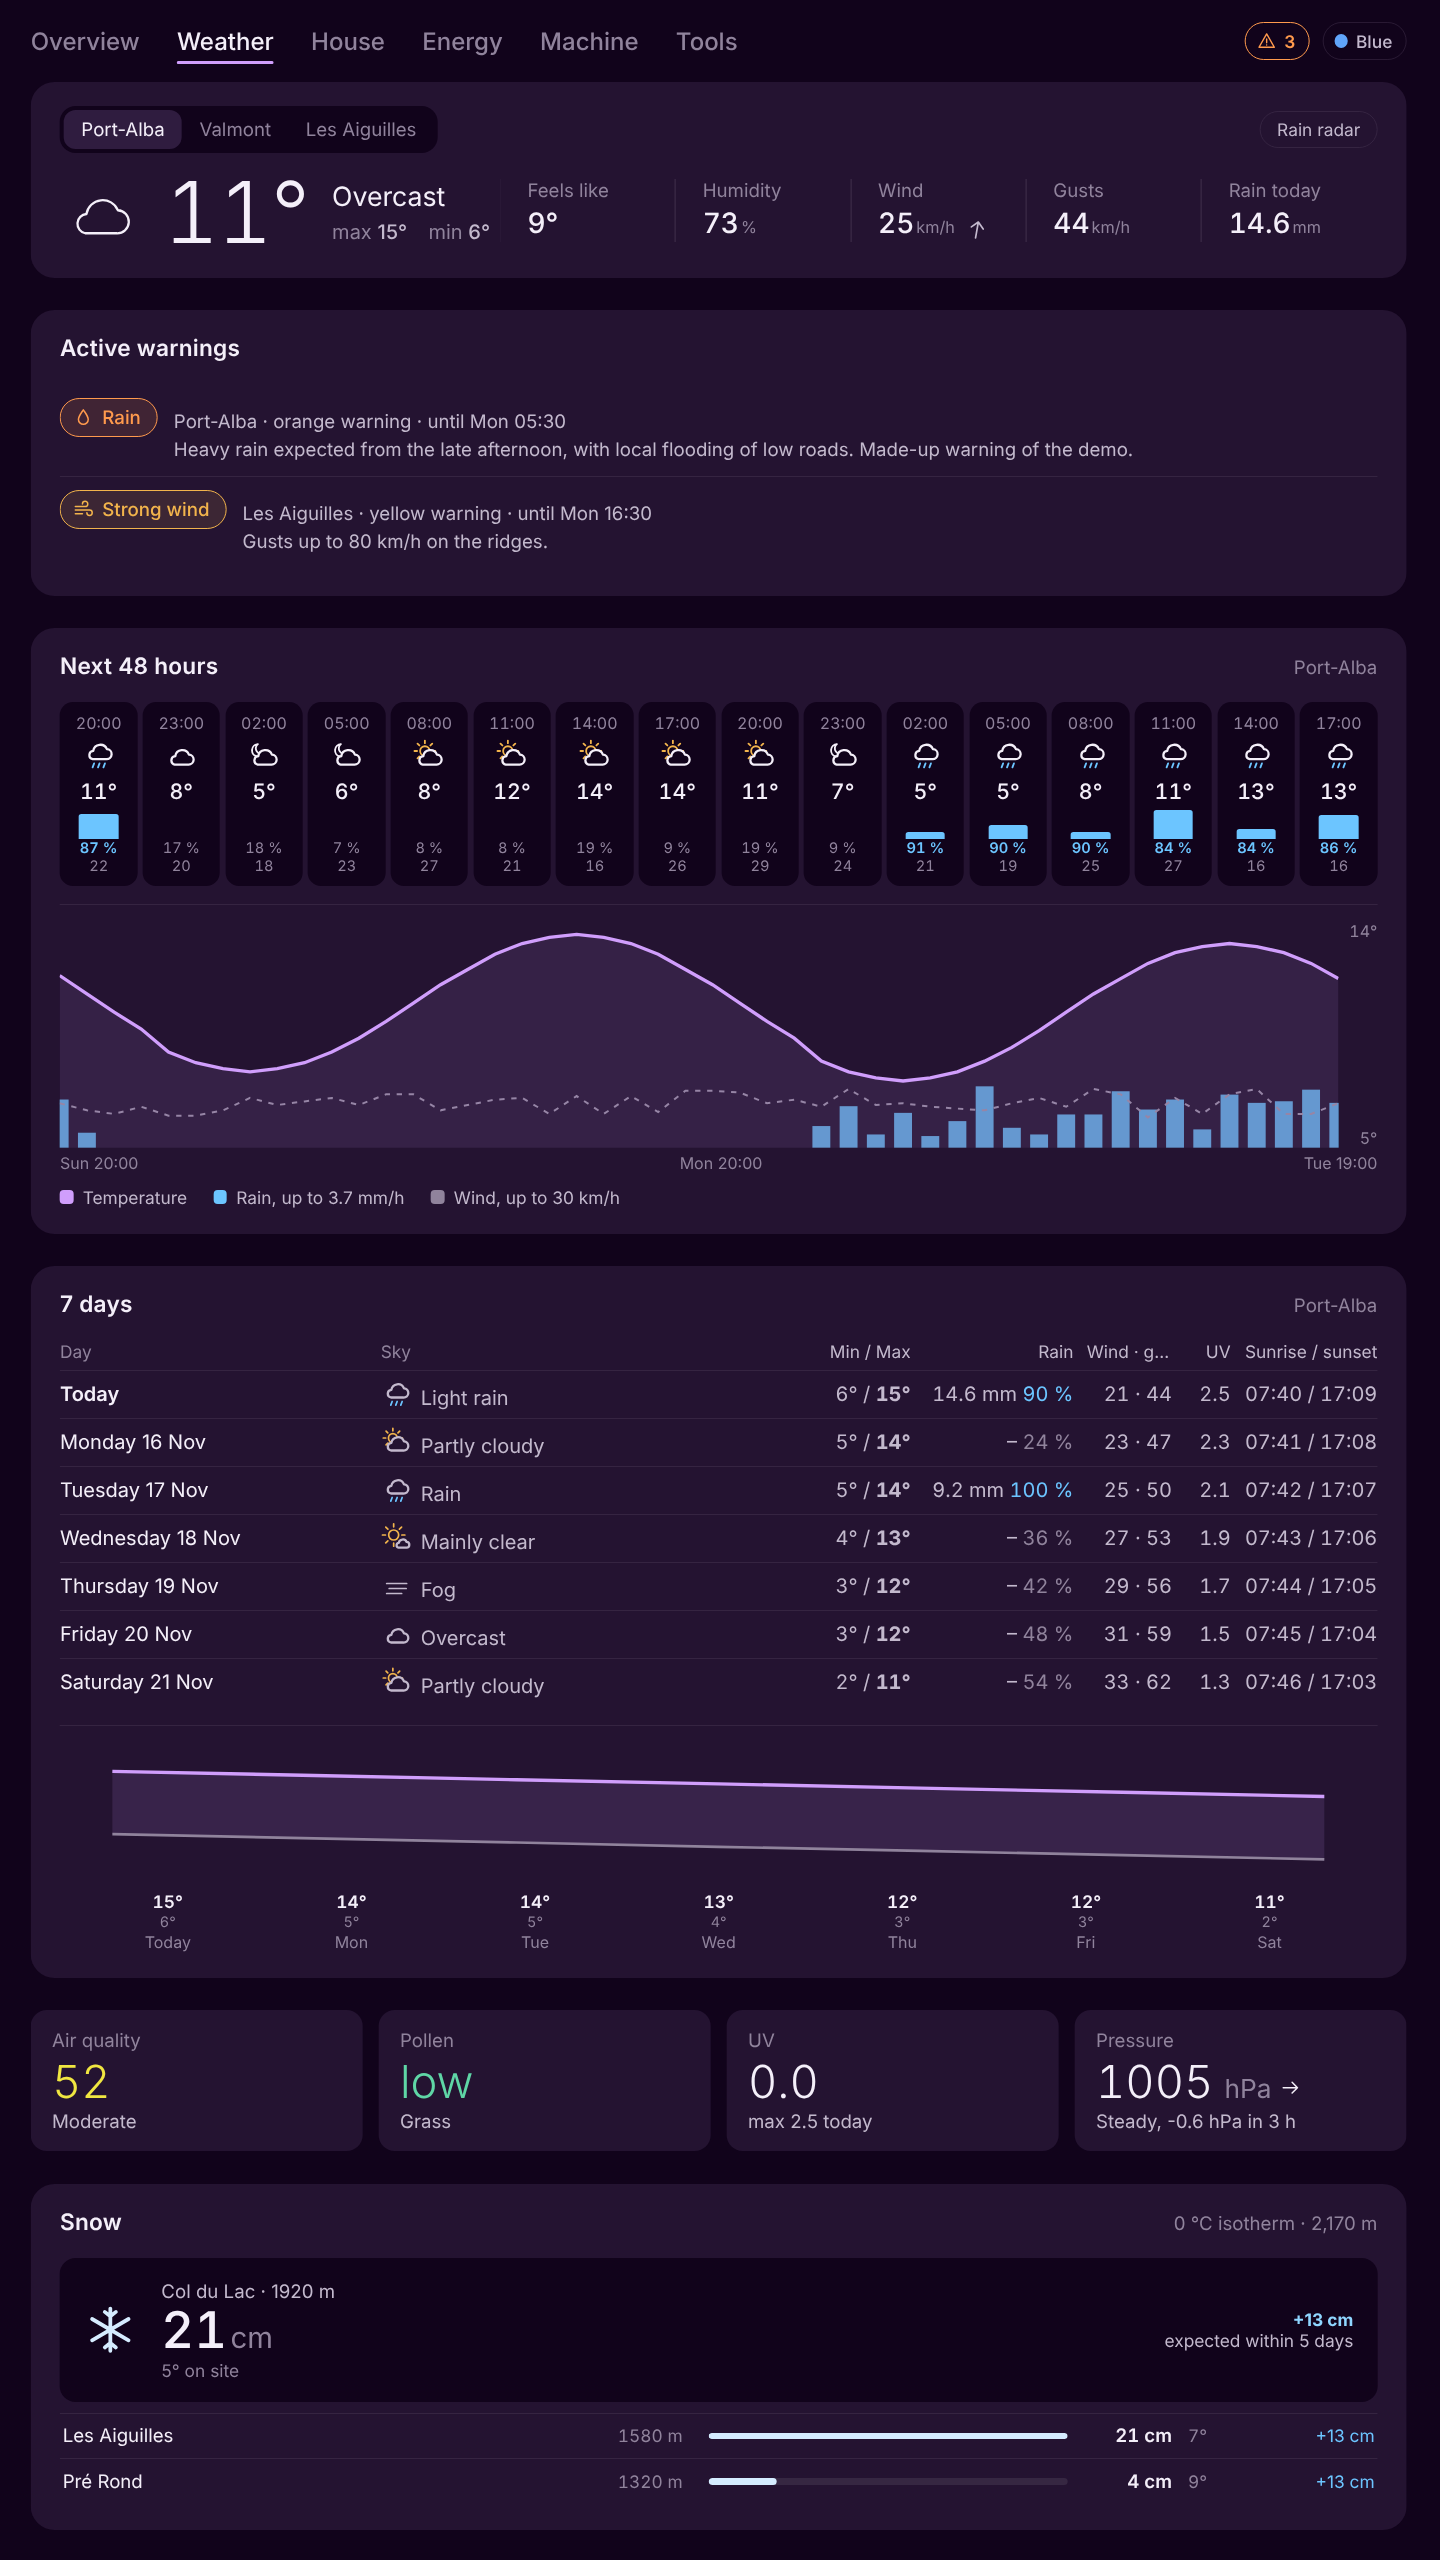 Overview Weather House Energy Machine Tools 3 Blue
Port-Alba Valmont Les Aiguilles Rain radar
11° Overcast max 15° min 6°
Feels like 9°
Humidity 73 %
Wind 25 km/h
Gusts 44 km/h
Rain today 14.6 mm
Active warnings
Rain
Port-Alba · orange warning · until Mon 05:30
Heavy rain expected from the late afternoon, with local flooding of low roads. Made-up warning of the demo.
Strong wind
Les Aiguilles · yellow warning · until Mon 16:30
Gusts up to 80 km/h on the ridges.
Next 48 hours Port-Alba
20:00 23:00 02:00 05:00 08:00 11:00 14:00 17:00 20:00 23:00 02:00 05:00 08:00 11:00 14:00 17:00
11° 8° 5° 6° 8° 12° 14° 14° 11° 7° 5° 5° 8° 11° 13° 13°
87 % 17 % 18 % 7 % 8 % 8 % 19 % 9 % 19 % 9 % 91 % 90 % 90 % 84 % 84 % 86 %
22 20 18 23 27 21 16 26 29 24 21 19 25 27 16 16
14°
5°
Sun 20:00 Mon 20:00 Tue 19:00
Temperature Rain, up to 3.7 mm/h Wind, up to 30 km/h
7 days Port-Alba
Day Sky Min / Max Rain Wind · g... UV Sunrise / sunset
Today Light rain 6° / 15° 14.6 mm 90 % 21 · 44 2.5 07:40 / 17:09
Monday 16 Nov Partly cloudy 5° / 14° – 24 % 23 · 47 2.3 07:41 / 17:08
Tuesday 17 Nov Rain 5° / 14° 9.2 mm 100 % 25 · 50 2.1 07:42 / 17:07
Wednesday 18 Nov Mainly clear 4° / 13° – 36 % 27 · 53 1.9 07:43 / 17:06
Thursday 19 Nov Fog 3° / 12° – 42 % 29 · 56 1.7 07:44 / 17:05
Friday 20 Nov Overcast 3° / 12° – 48 % 31 · 59 1.5 07:45 / 17:04
Saturday 21 Nov Partly cloudy 2° / 11° – 54 % 33 · 62 1.3 07:46 / 17:03
15° 14° 14° 13° 12° 12° 11°
6° 5° 5° 4° 3° 3° 2°
Today Mon Tue Wed Thu Fri Sat
Air quality
52
Moderate
Pollen
low
Grass
UV
0.0
max 2.5 today
Pressure
1005 hPa →
Steady, -0.6 hPa in 3 h
Snow 0 °C isotherm · 2,170 m
Col du Lac · 1920 m
21 cm
5° on site
+13 cm
expected within 5 days
Les Aiguilles 1580 m 21 cm 7° +13 cm
Pré Rond 1320 m 4 cm 9° +13 cm